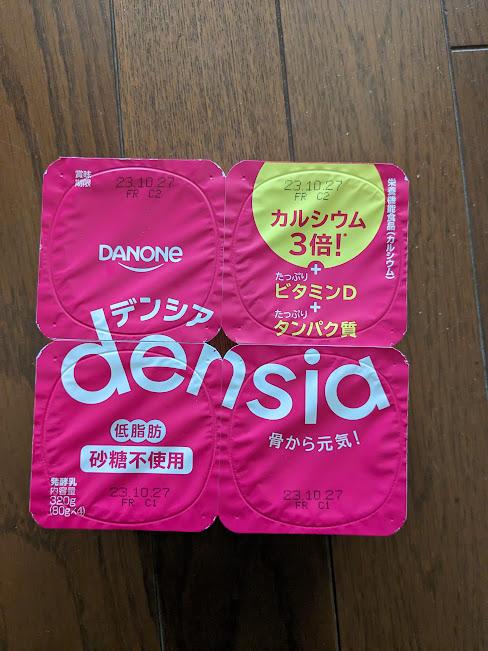 賞味
期限
23.10.27
FR C2
DANONE
23.10.27
FR C2
カルシウム
3倍!*
+
たっぷり
ビタミンD
+
たっぷり
タンパク質
栄養機能食品(カルシウム)
デンシア
densia
低脂肪
砂糖不使用
骨から元気!
発酵乳
内容量
320g
(80g×4)
23.10.27
FR C1
23.10.27
FR C1